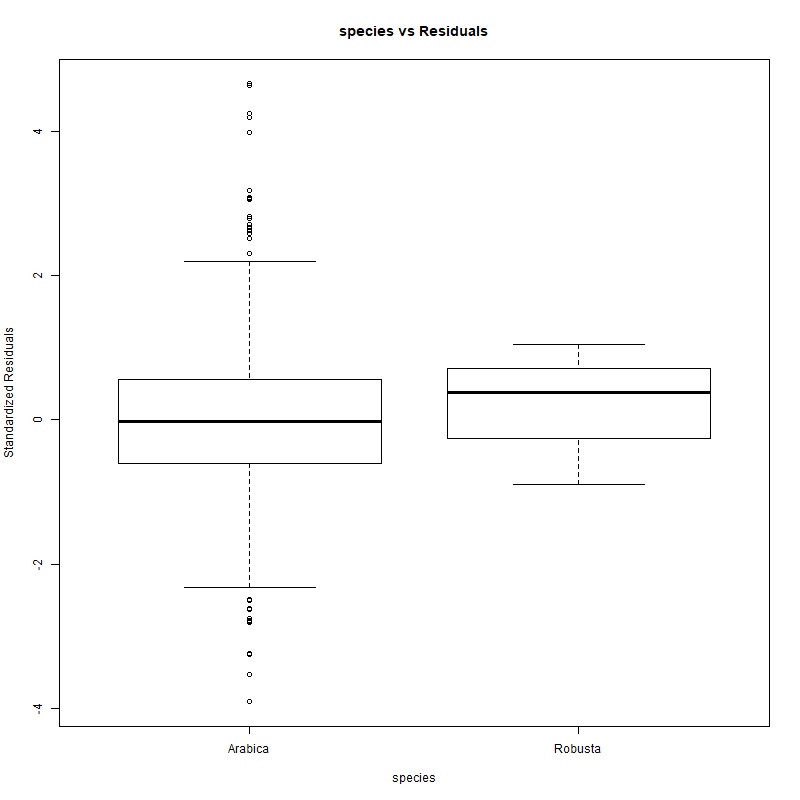 species vs Residuals
Standardized Residuals
4
2
0
-2
-4
Arabica
Robusta
species